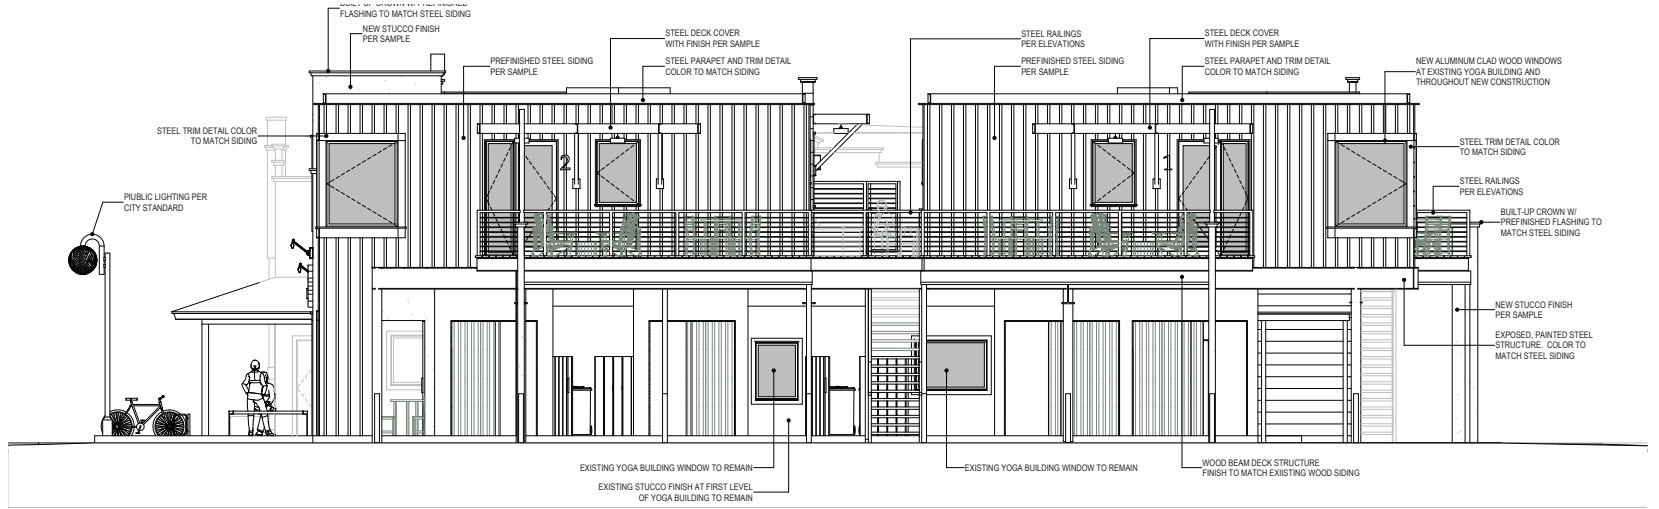 BUILT-UP CROWN W/ PREFINISHED
FLASHING TO MATCH STEEL SIDING
NEW STUCCO FINISH
PER SAMPLE
STEEL DECK COVER
WITH FINISH PER SAMPLE
STEEL RAILINGS
PER ELEVATIONS
STEEL DECK COVER
WITH FINISH PER SAMPLE
PREFINISHED STEEL SIDING
PER SAMPLE
STEEL PARAPET AND TRIM DETAIL
COLOR TO MATCH SIDING
PREFINISHED STEEL SIDING
PER SAMPLE
STEEL PARAPET AND TRIM DETAIL
COLOR TO MATCH SIDING
NEW ALUMINUM CLAD WOOD WINDOWS
AT EXISTING YOGA BUILDING AND
THROUGHOUT NEW CONSTRUCTION
STEEL TRIM DETAIL COLOR
TO MATCH SIDING
2
1
STEEL TRIM DETAIL COLOR
TO MATCH SIDING
STEEL RAILINGS
PER ELEVATIONS
PIUBLIC LIGHTING PER
CITY STANDARD
BUILT-UP CROWN W/
PREFINISHED FLASHING TO
MATCH STEEL SIDING
NEW STUCCO FINISH
PER SAMPLE
EXPOSED, PAINTED STEEL
STRUCTURE. COLOR TO
MATCH STEEL SIDING
EXISTING YOGA BUILDING WINDOW TO REMAIN
EXISTING YOGA BUILDING WINDOW TO REMAIN
WOOD BEAM DECK STRUCTURE
FINISH TO MATCH EXIISTING WOOD SIDING
EXISTING STUCCO FINISH AT FIRST LEVEL
OF YOGA BUILDING TO REMAIN